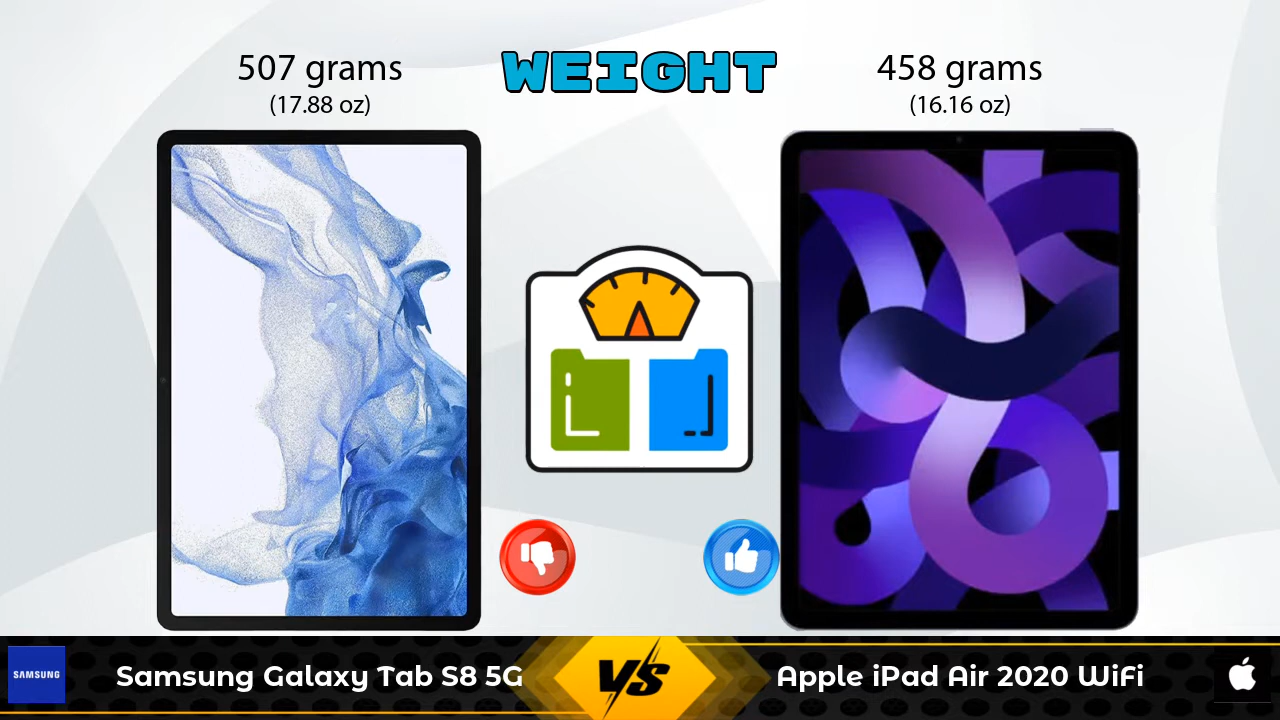 WEIGHT
507 grams
(17.88 oz)
458 grams
(16.16 oz)
SAMSUNG
Samsung Galaxy Tab S8 5G
VS
Apple iPad Air 2020 WiFi